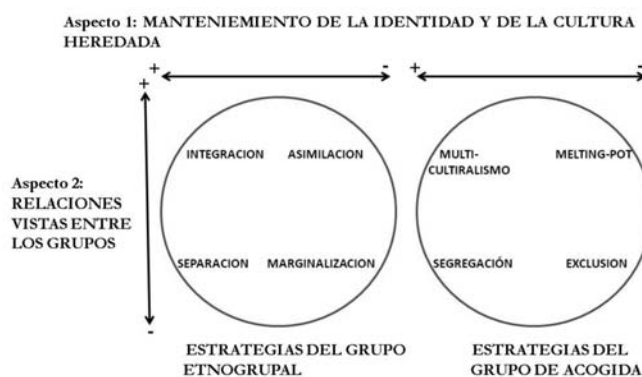 Aspecto 1: MANTENIEMIENTO DE LA IDENTIDAD Y DE LA CULTURA
HEREDADA
+ - + -
+
INTEGRACION ASIMILACION
MULTI-
CULTIRALISMO
MELTING-POT
Aspecto 2:
RELACIONES
VISTAS ENTRE
LOS GRUPOS
SEPARACION MARGINALIZACION
SEGREGACIÓN EXCLUSION
-
ESTRATEGIAS DEL GRUPO
ETNOGRUPAL
ESTRATEGIAS DEL
GRUPO DE ACOGIDA